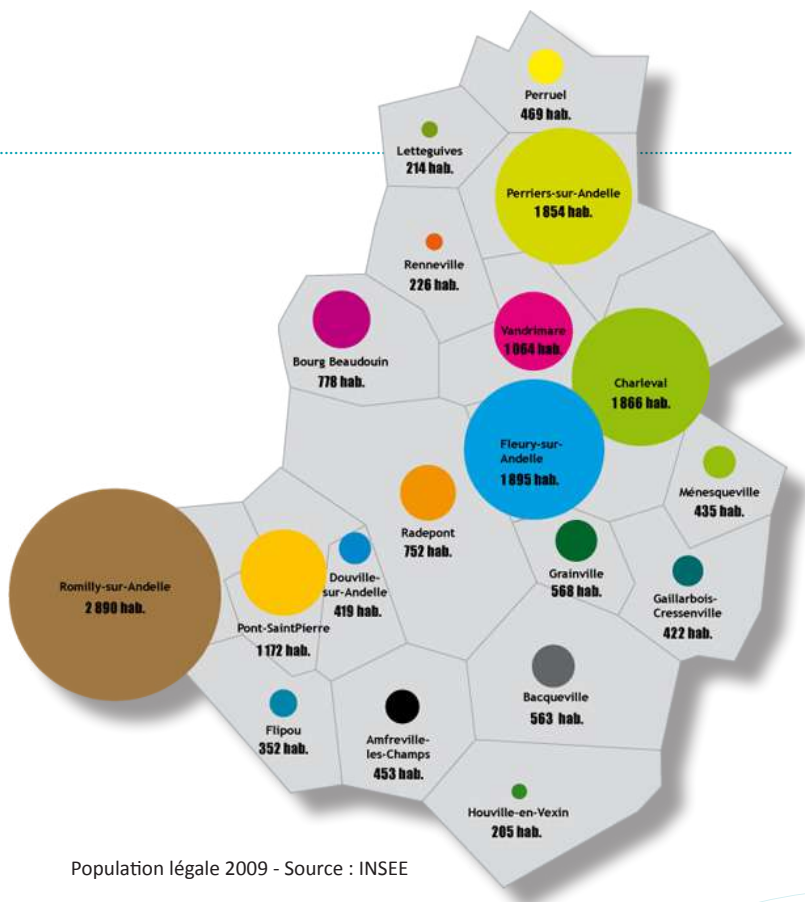 Perruel
469 hab.
Letteguives
214 hab.
Perriers-sur-Andelle
1 854 hab.
Renneville
226 hab.
Vandrimare
1 064 hab.
Bourg Beaudouin
778 hab.
Charleval
1 866 hab.
Fleury-sur-
Andelle
1 895 hab.
Ménesqueville
435 hab.
Radepont
752 hab.
Grainville
568 hab.
Gaillarbois-
Cressenville
422 hab.
Romilly-sur-Andelle
2 890 hab.
Douville-
sur-Andelle
419 hab.
Pont-SaintPierre
1 172 hab.
Bacqueville
563 hab.
Flipou
352 hab.
Amfreville-
les-Champs
453 hab.
Houville-en-Vexin
205 hab.
Population légale 2009 - Source : INSEE